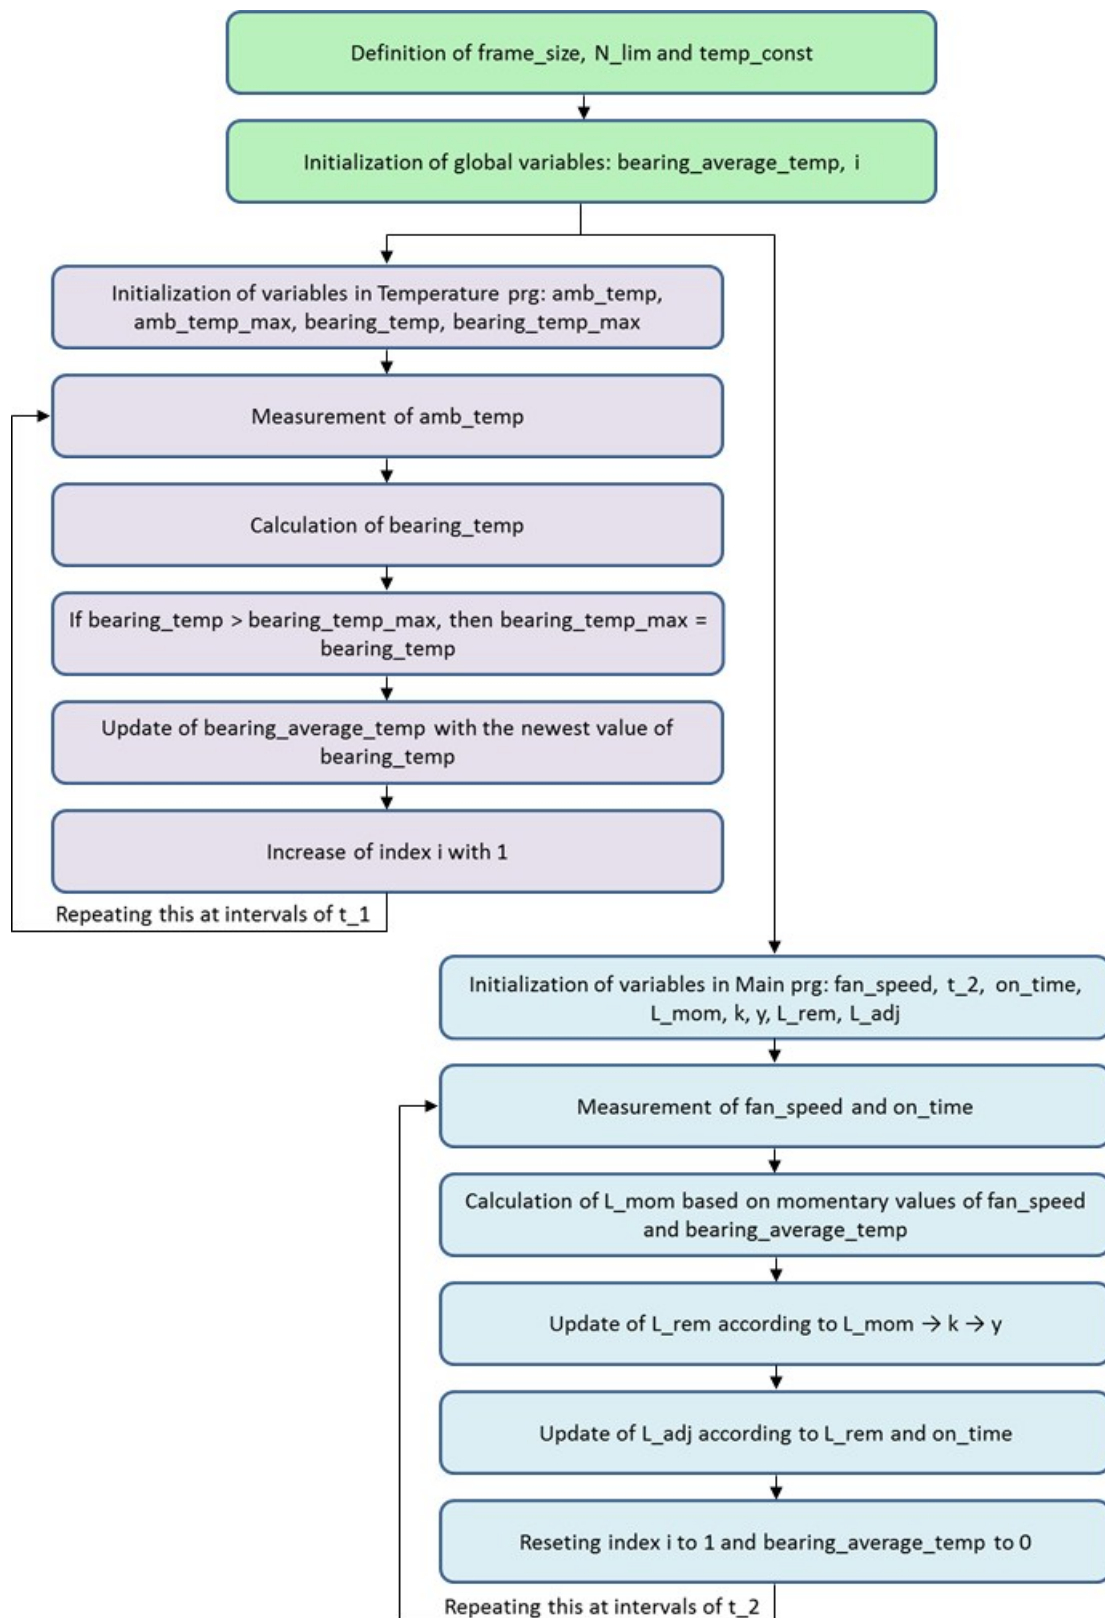 Definition of frame_size, N_lim and temp_const
Initialization of global variables: bearing_average_temp, i
Initialization of variables in Temperature prg: amb_temp,
amb_temp_max, bearing_temp, bearing_temp_max
Measurement of amb_temp
Calculation of bearing_temp
If bearing_temp > bearing_temp_max, then bearing_temp_max =
bearing_temp
Update of bearing_average_temp with the newest value of
bearing_temp
Increase of index i with 1
Repeating this at intervals of t_1
Initialization of variables in Main prg: fan_speed, t_2, on_time,
L_mom, k, y, L_rem, L_adj
Measurement of fan_speed and on_time
Calculation of L_mom based on momentary values of fan_speed
and bearing_average_temp
Update of L_rem according to L_mom → k → y
Update of L_adj according to L_rem and on_time
Reseting index i to 1 and bearing_average_temp to 0
Repeating this at intervals of t_2